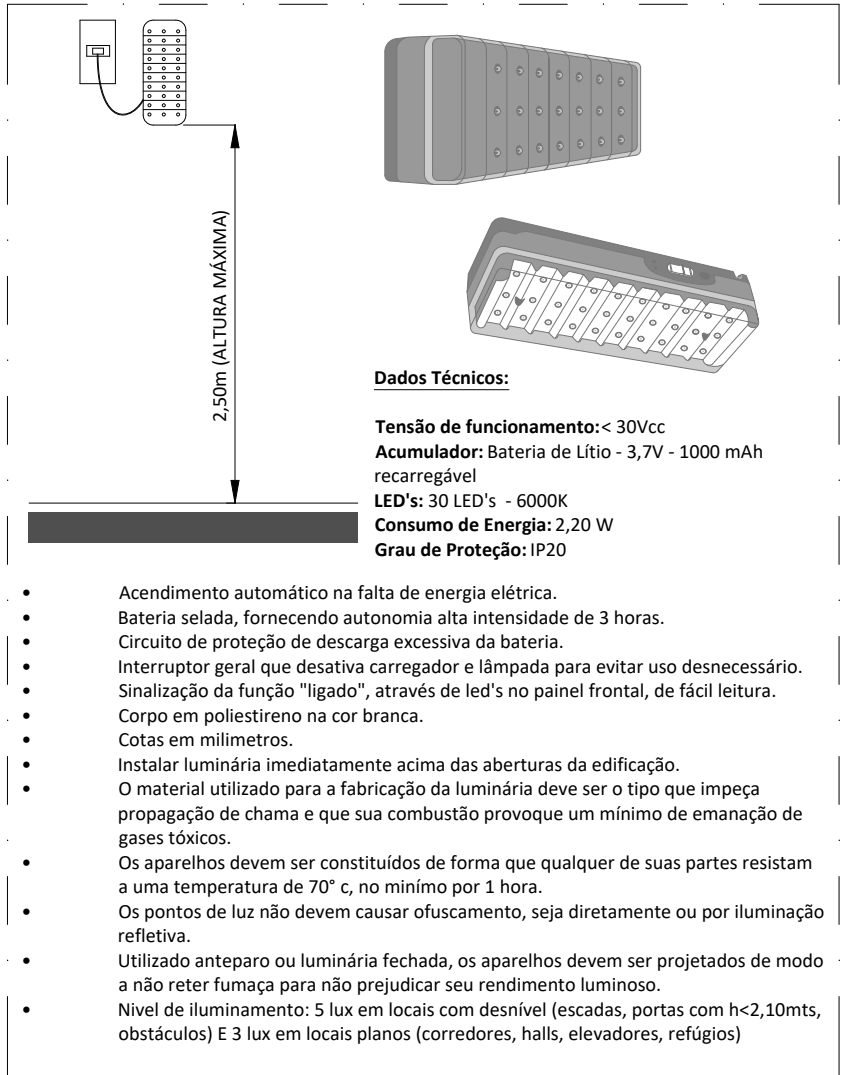 2,50m (ALTURA MÁXIMA)
Dados Técnicos:
Tensão de funcionamento:< 30Vcc
Acumulador: Bateria de Lítio - 3,7V - 1000 mAh
recarregável
LED's: 30 LED's - 6000K
Consumo de Energia: 2,20 W
Grau de Proteção: IP20
• Acendimento automático na falta de energia elétrica.
• Bateria selada, fornecendo autonomia alta intensidade de 3 horas.
• Circuito de proteção de descarga excessiva da bateria.
• Interruptor geral que desativa carregador e lâmpada para evitar uso desnecessário.
• Sinalização da função "ligado", através de led's no painel frontal, de fácil leitura.
• Corpo em poliestireno na cor branca.
• Cotas em milimetros.
• Instalar luminária imediatamente acima das aberturas da edificação.
• O material utilizado para a fabricação da luminária deve ser o tipo que impeça
propagação de chama e que sua combustão provoque um mínimo de emanação de
gases tóxicos.
• Os aparelhos devem ser constituídos de forma que qualquer de suas partes resistam
a uma temperatura de 70° c, no minímo por 1 hora.
• Os pontos de luz não devem causar ofuscamento, seja diretamente ou por iluminação
refletiva.
• Utilizado anteparo ou luminária fechada, os aparelhos devem ser projetados de modo
a não reter fumaça para não prejudicar seu rendimento luminoso.
• Nivel de iluminamento: 5 lux em locais com desnível (escadas, portas com h<2,10mts,
obstáculos) E 3 lux em locais planos (corredores, halls, elevadores, refúgios)